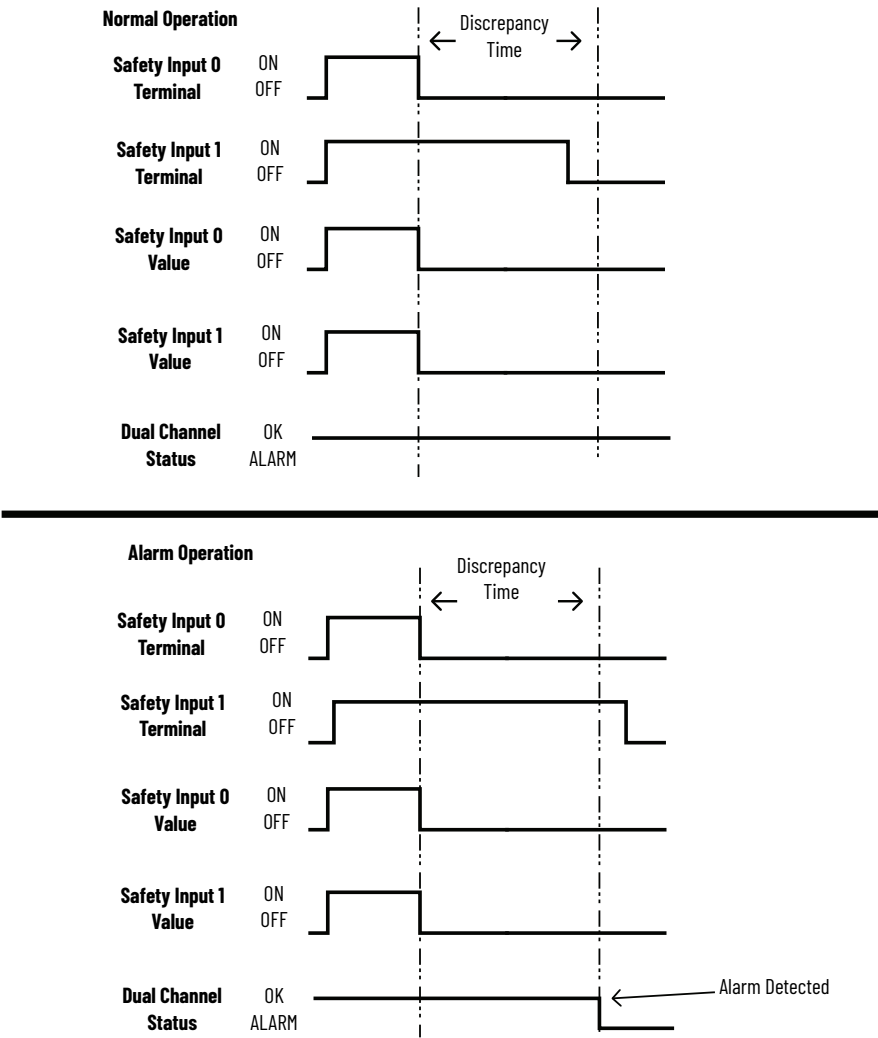 Normal Operation
Discrepancy
Time
Safety Input 0
Terminal
ON
OFF
Safety Input 1
Terminal
ON
OFF
Safety Input 0
Value
ON
OFF
Safety Input 1
Value
ON
OFF
Dual Channel
Status
OK
ALARM
Alarm Operation
Discrepancy
Time
Safety Input 0
Terminal
ON
OFF
Safety Input 1
Terminal
ON
OFF
Safety Input 0
Value
ON
OFF
Safety Input 1
Value
ON
OFF
Dual Channel
Status
OK
ALARM
Alarm Detected